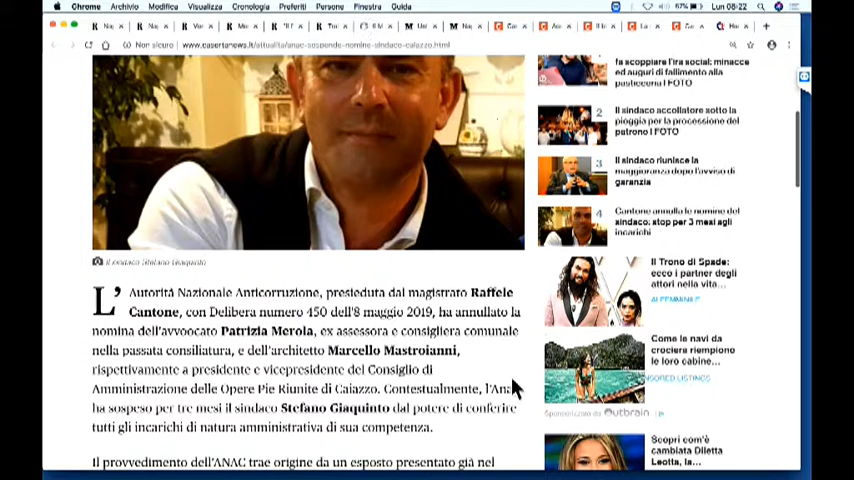 Chrome Archivio Modifica Visualizza Cronologia Preferiti Persone Finestra Guida
67% Lun 08:22
Non sicuro www.casertanews.it/attualita/anac-sospende-nomine-sindaco-caiazzo.html
fa scoppiare l'ira social: minacce
ed auguri di fallimento alla
pasticceria I FOTO
2 Il sindaco accollatore sotto la
pioggia per la processione del
patrono I FOTO
3 Il sindaco riunisce la
maggioranza dopo l'avviso di
garanzia
4 Cantone annulla le nomine del
sindaco: stop per 3 mesi agli
incarichi
Il sindaco Stefano Giaquinto
Il Trono di Spade:
ecco i partner degli
attori nella vita...
ALFEMMINILE
L'Autorità Nazionale Anticorruzione, presieduta dal magistrato Raffele
Cantone, con Delibera numero 450 dell'8 maggio 2019, ha annullato la
nomina dell'avvoocato Patrizia Merola, ex assessora e consigliera comunale
nella passata consiliatura, e dell'architetto Marcello Mastroianni,
rispettivamente a presidente e vicepresidente del Consiglio di
Amministrazione delle Opere Pie Riunite di Caiazzo. Contestualmente, l'Ana
ha sospeso per tre mesi il sindaco Stefano Giaquinto dal potere di conferire
tutti gli incarichi di natura amministrativa di sua competenza.
Come le navi da
crociera riempiono
le loro cabine...
SORED LISTINGS
Sponsorizzato da Outbrain
Scopri com'è
cambiata Diletta
Leotta, la...
Il provvedimento dell'ANAC trae origine da un esposto presentato già nel